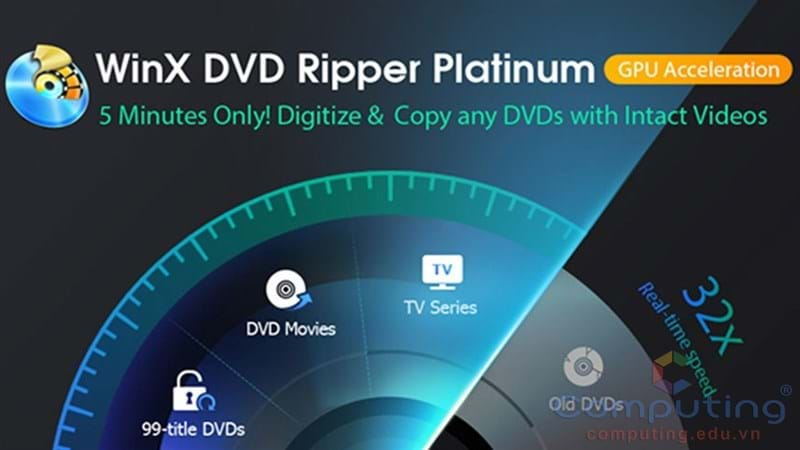 WinX DVD Ripper Platinum GPU Acceleration
5 Minutes Only! Digitize & Copy any DVDs with Intact Videos
TV
TV Series
DVD Movies
99-title DVDs
32x
Real-time speed
Old DVDs
Computing®
computing.edu.vn